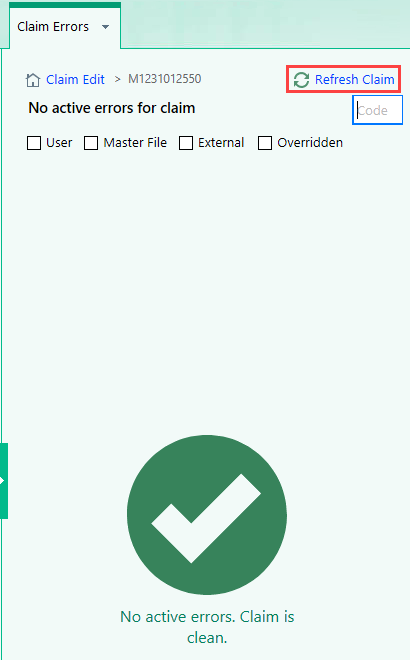 Claim Errors
Claim Edit > M1231012550 Refresh Claim
No active errors for claim Code
User Master File External Overridden
No active errors. Claim is
clean.